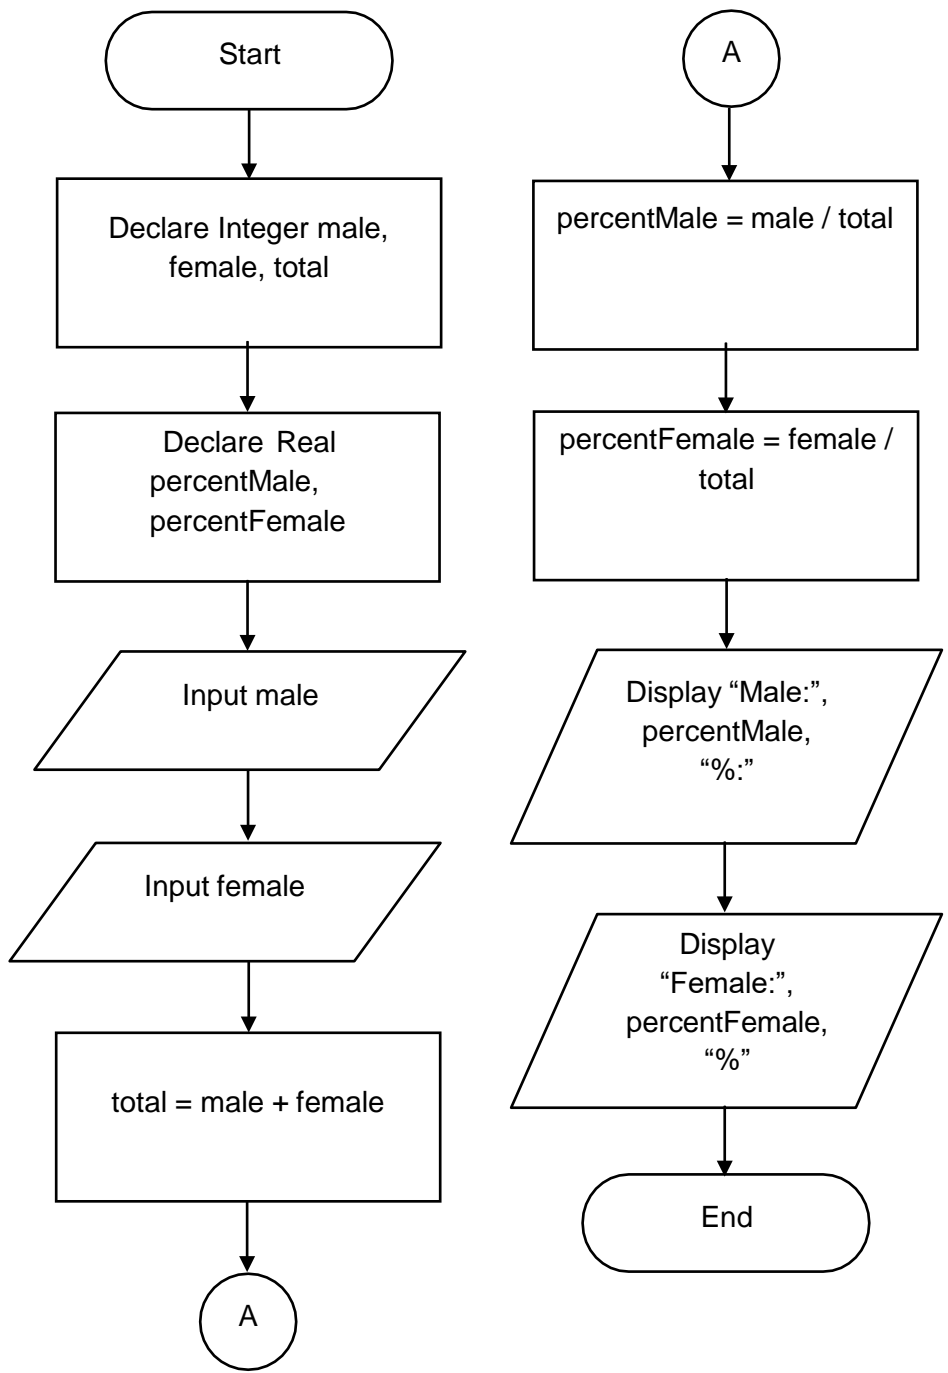 Start
Declare Integer male,
female, total
Declare Real
percentMale,
percentFemale
Input male
Input female
total = male + female
A
A
percentMale = male / total
percentFemale = female /
total
Display “Male:”,
percentMale,
“%:”
Display
“Female:”,
percentFemale,
“%”
End